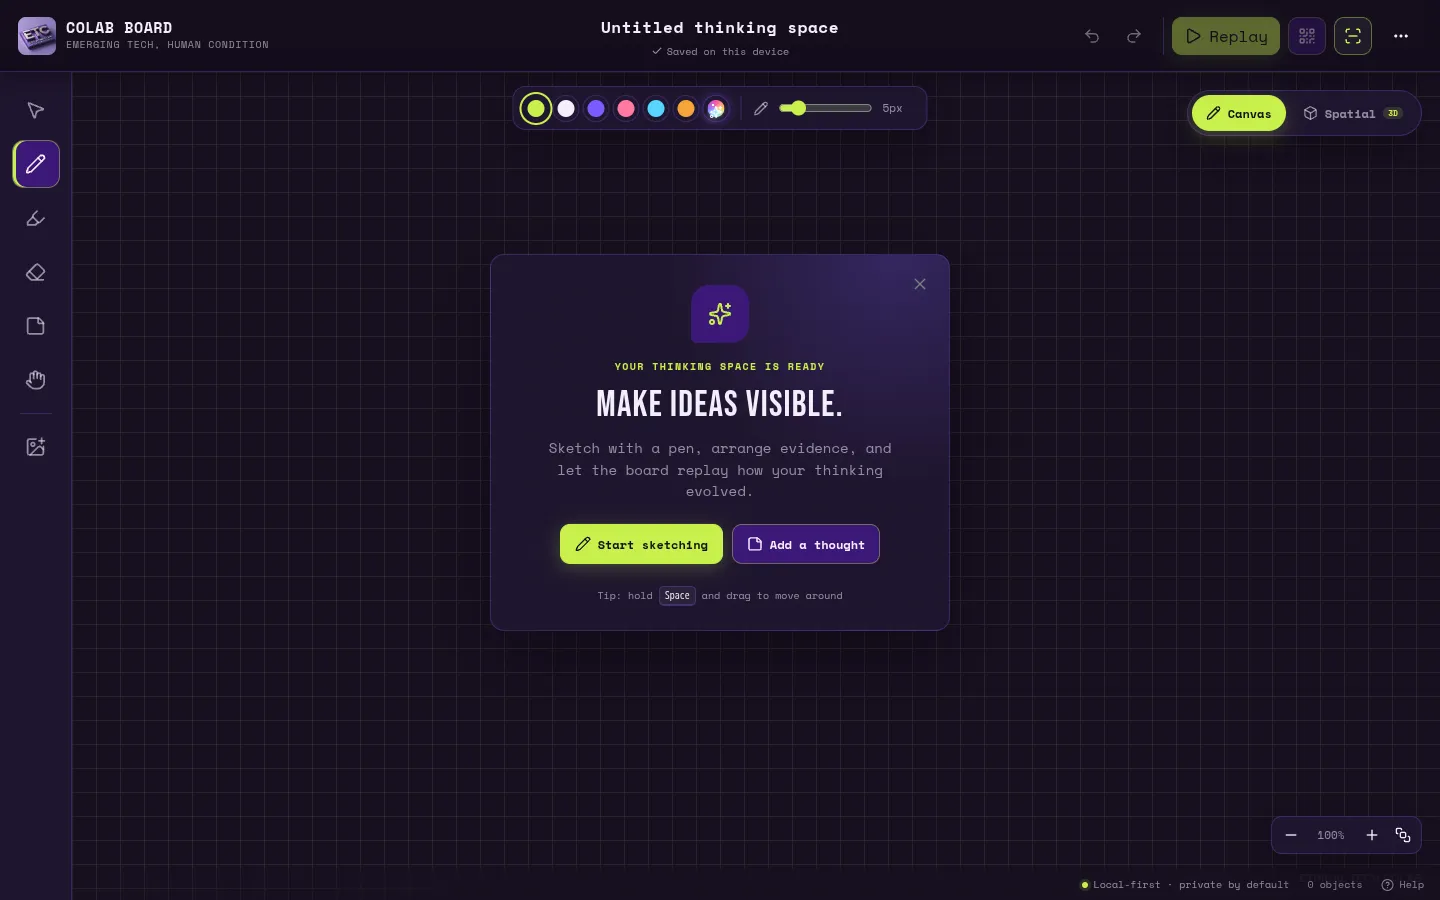 COLAB BOARD
EMERGING TECH, HUMAN CONDITION
Untitled thinking space
Saved on this device
Replay
5px
Canvas
Spatial 3D
YOUR THINKING SPACE IS READY
MAKE IDEAS VISIBLE.
Sketch with a pen, arrange evidence, and
let the board replay how your thinking
evolved.
Start sketching
Add a thought
Tip: hold Space and drag to move around
100%
Local-first · private by default
0 objects
Help